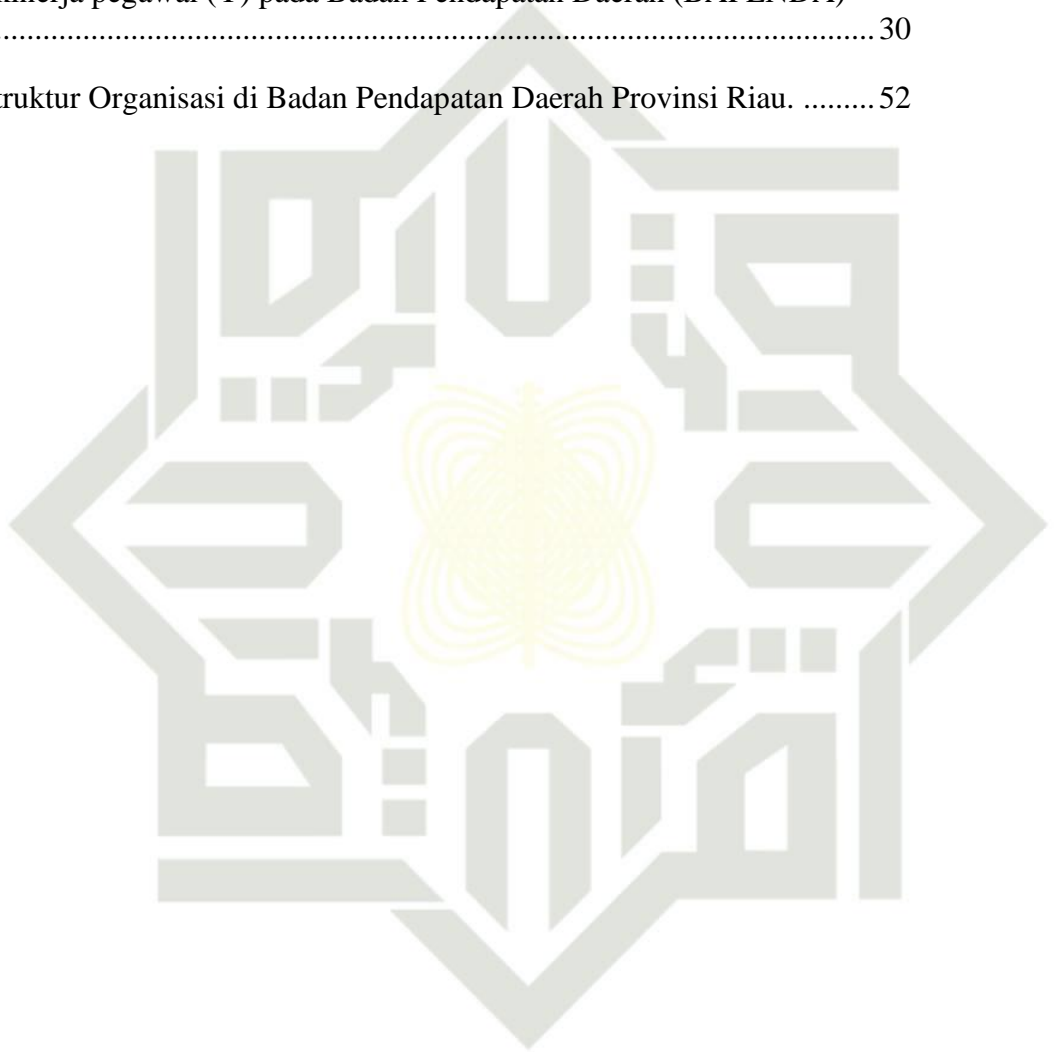 kinerja pegawai (Y) pada Badan Pendapatan Daerah (BAPENDA)
.................................................................................................................... 30
truktur Organisasi di Badan Pendapatan Daerah Provinsi Riau. ......... 52